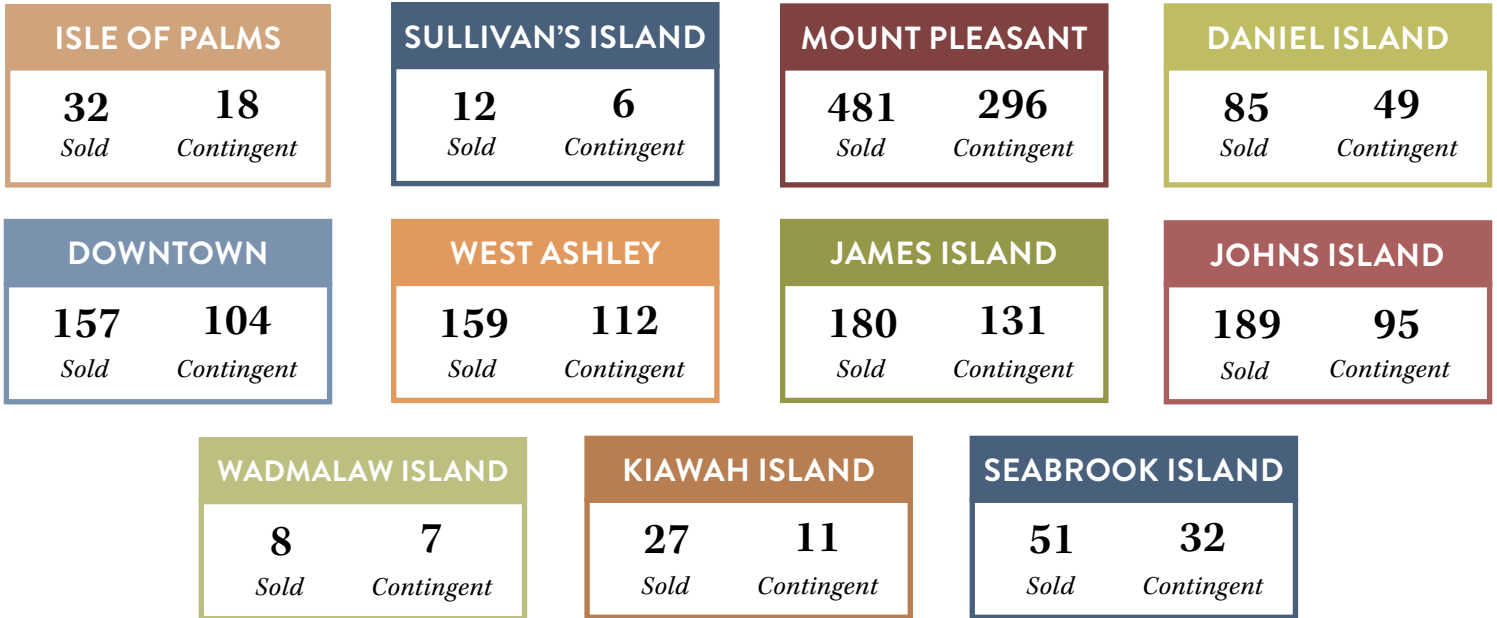 ISLE OF PALMS
32 18
Sold Contingent
SULLIVAN'S ISLAND
12 6
Sold Contingent
MOUNT PLEASANT
481 296
Sold Contingent
DANIEL ISLAND
85 49
Sold Contingent
DOWNTOWN
157 104
Sold Contingent
WEST ASHLEY
159 112
Sold Contingent
JAMES ISLAND
180 131
Sold Contingent
JOHNS ISLAND
189 95
Sold Contingent
WADMALAW ISLAND
8 7
Sold Contingent
KIAWAH ISLAND
27 11
Sold Contingent
SEABROOK ISLAND
51 32
Sold Contingent